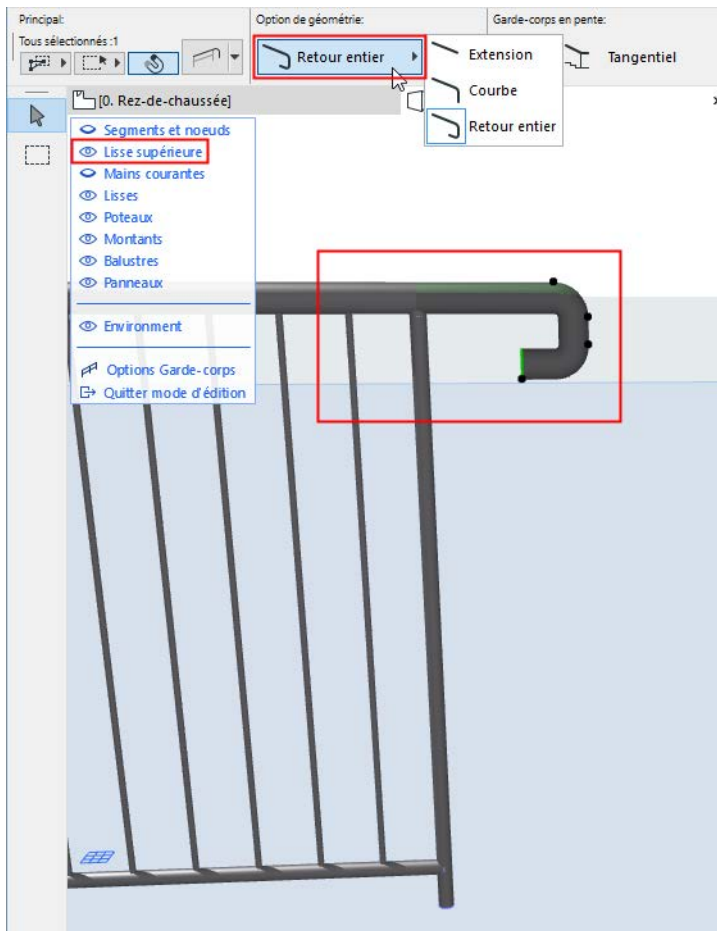 Principal:
Option de géométrie:
Garde-corps en pente:
Tous sélectionnés :1
Retour entier
Extension
Tangentiel
Courbe
Retour entier
[0. Rez-de-chaussée]
Segments et noeuds
Lisse supérieure
Mains courantes
Lisses
Poteaux
Montants
Balustres
Panneaux
Environment
Options Garde-corps
Quitter mode d'édition